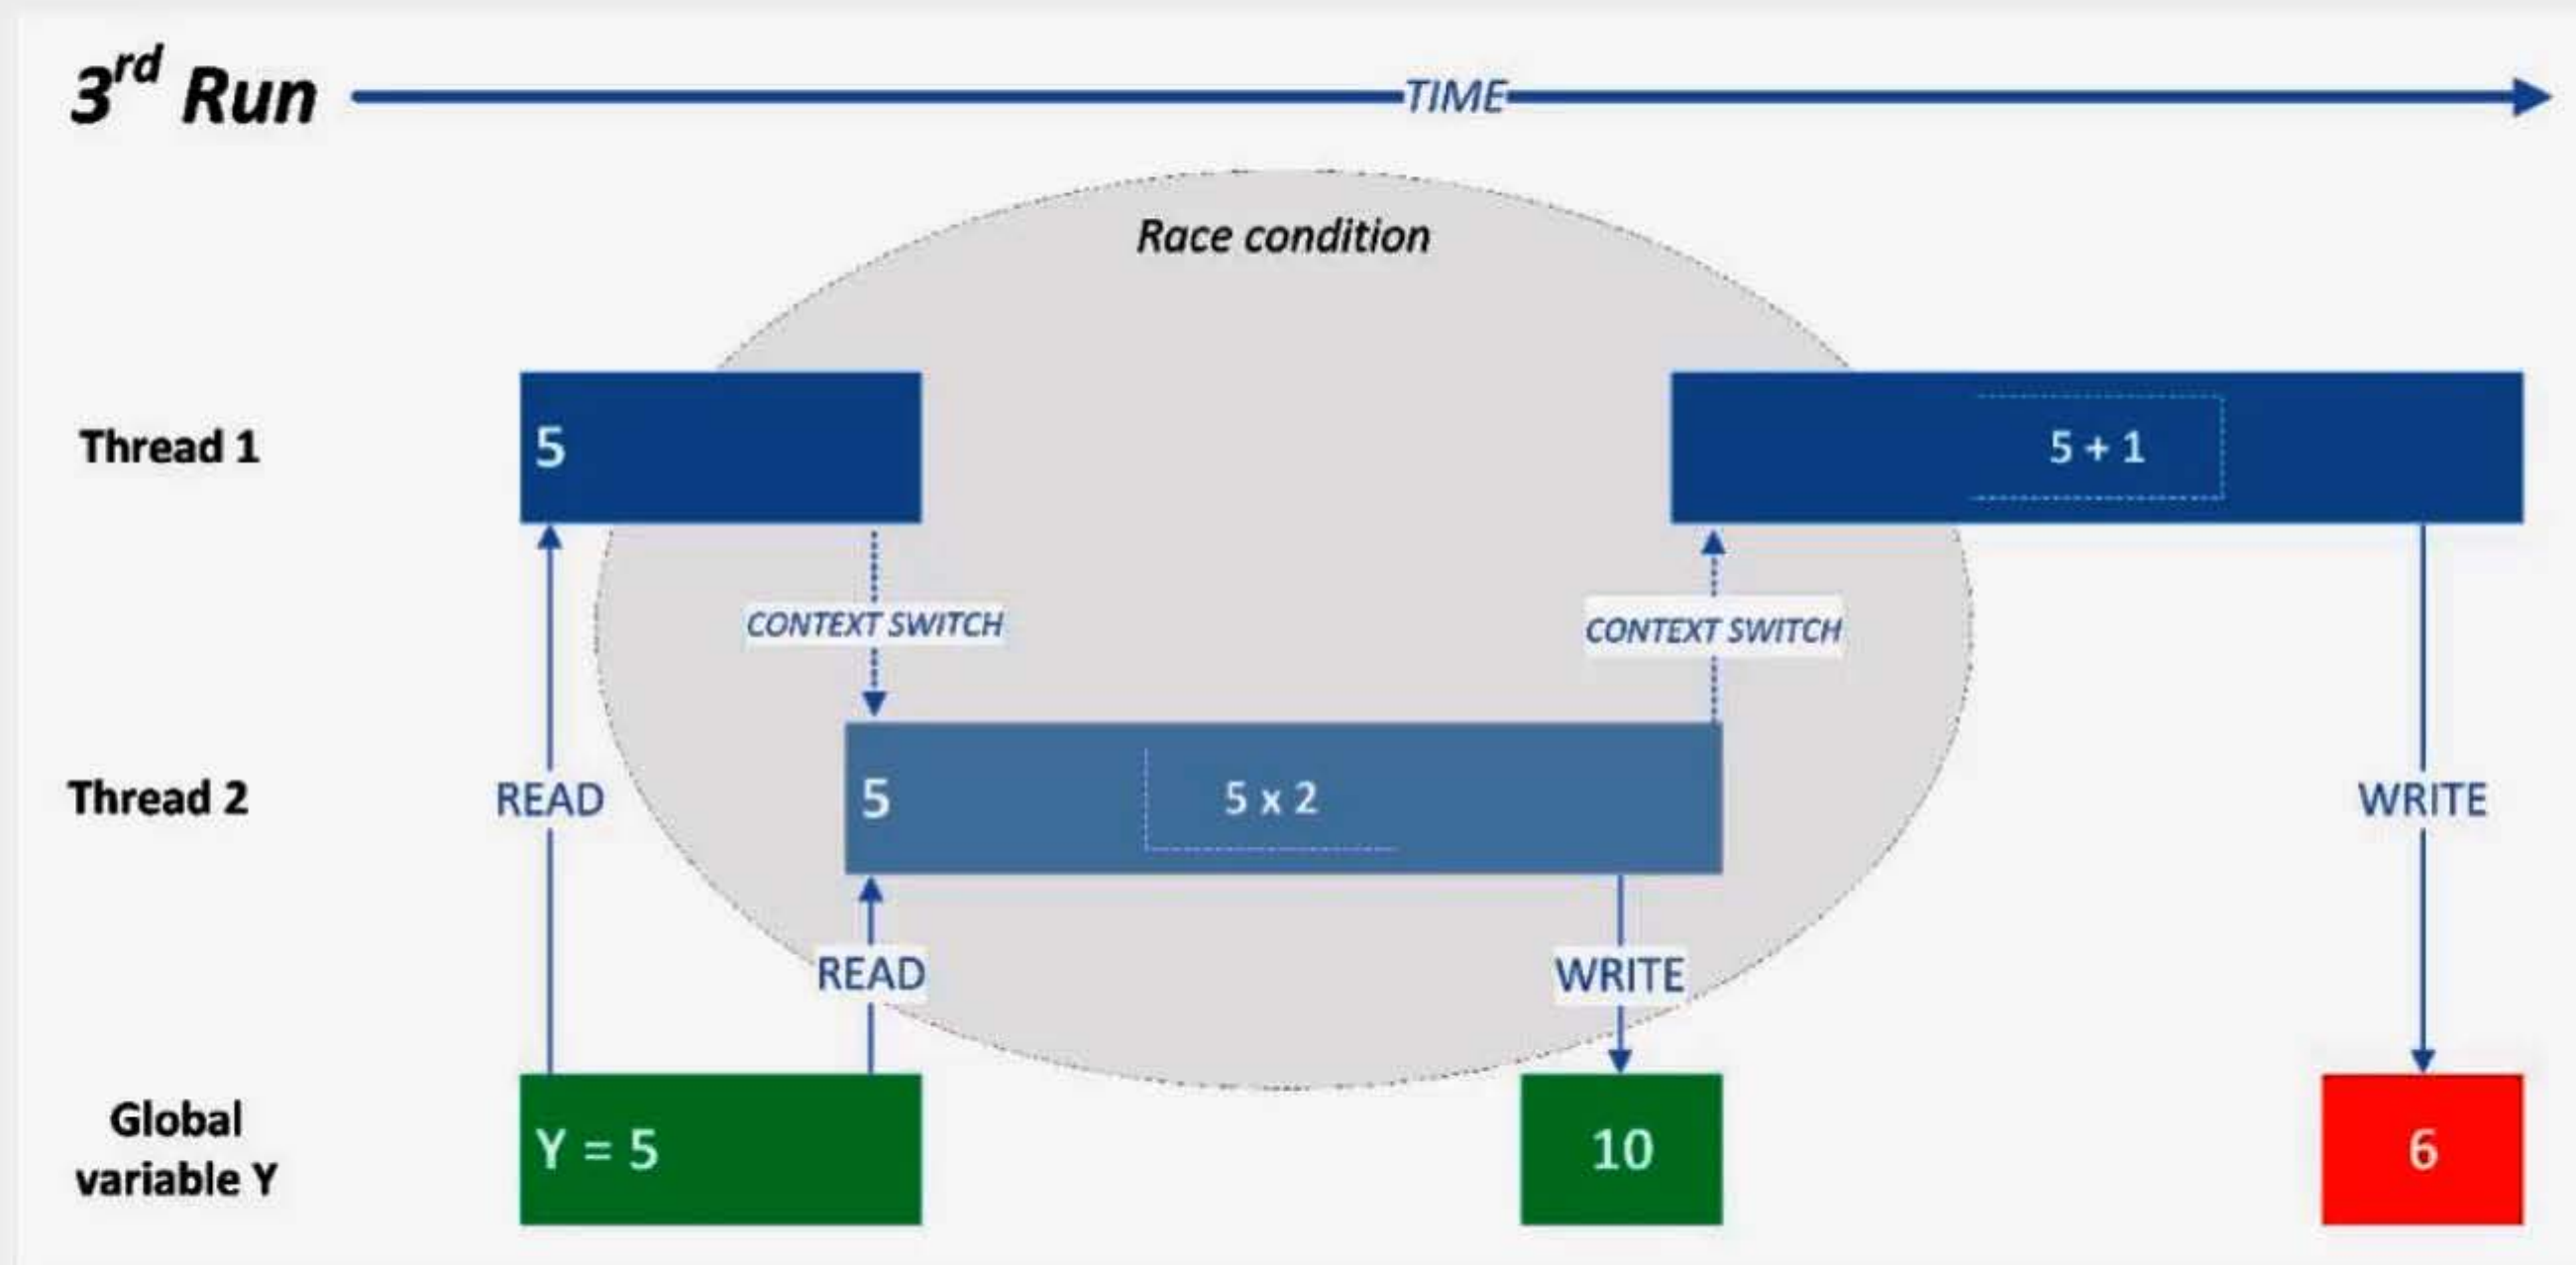 3rd Run
TIME
Race condition
Thread 1
5
5 + 1
CONTEXT SWITCH
CONTEXT SWITCH
Thread 2
READ
5
5 x 2
WRITE
READ
WRITE
Global
variable Y
Y = 5
10
6